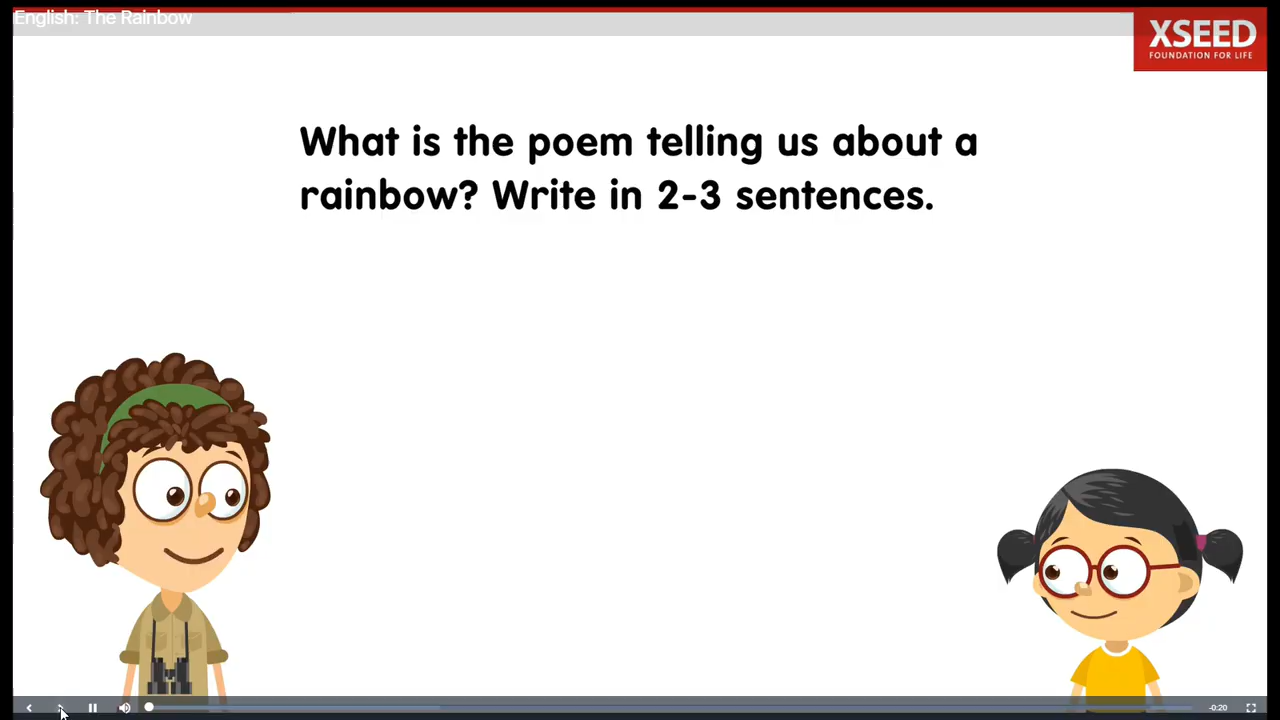 English: The Rainbow
XSEED
FOUNDATION FOR LIFE
What is the poem telling us about a
rainbow? Write in 2-3 sentences.
-0:20